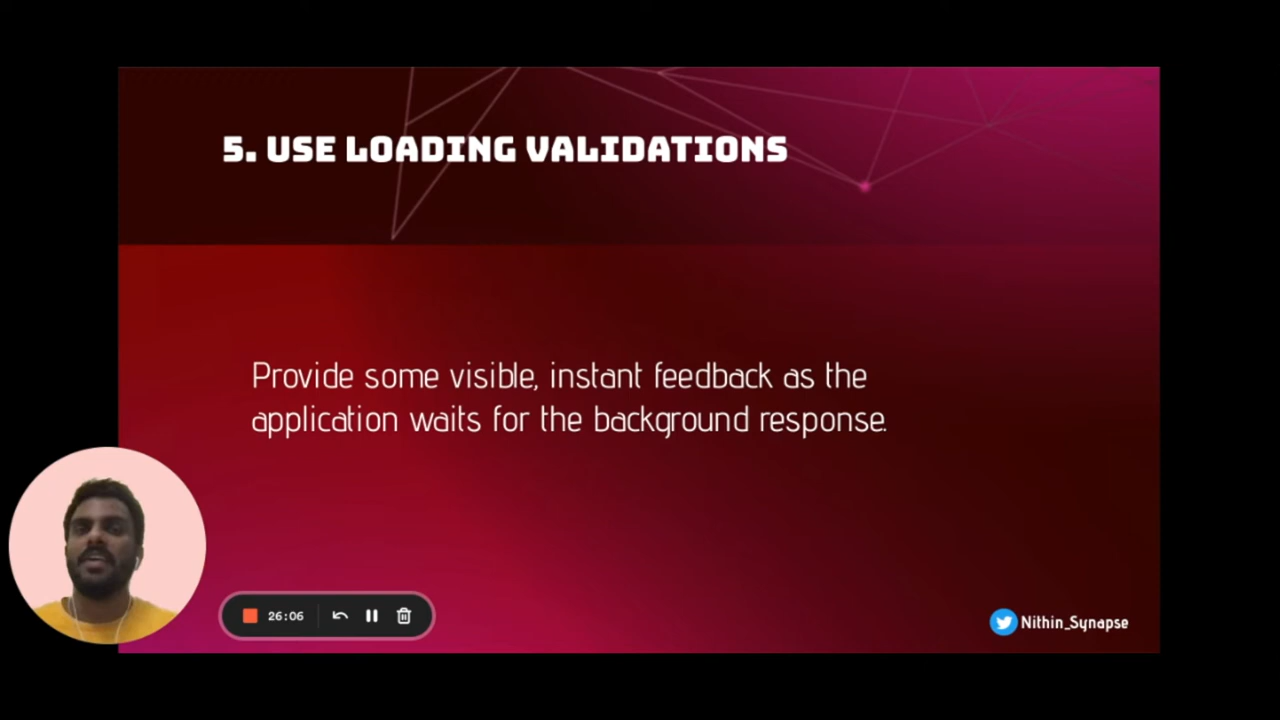 5. USE LOADING VALIDATIONS
Provide some visible, instant feedback as the
application waits for the background response.
26:06
Nithin_Synapse